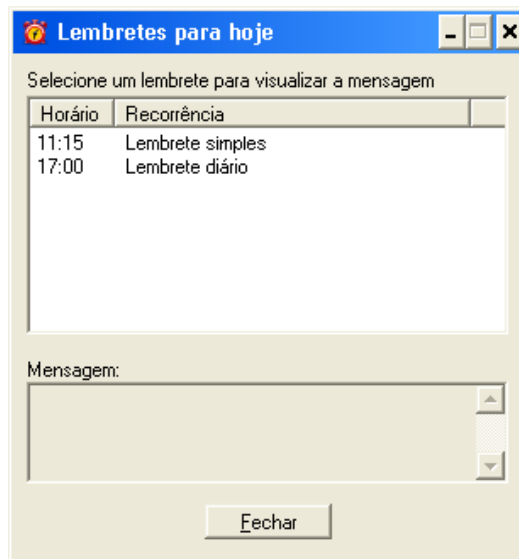 Lembretes para hoje
Selecione um lembrete para visualizar a mensagem
Horário Recorrência
11:15 Lembrete simples
17:00 Lembrete diário
Mensagem:
Fechar